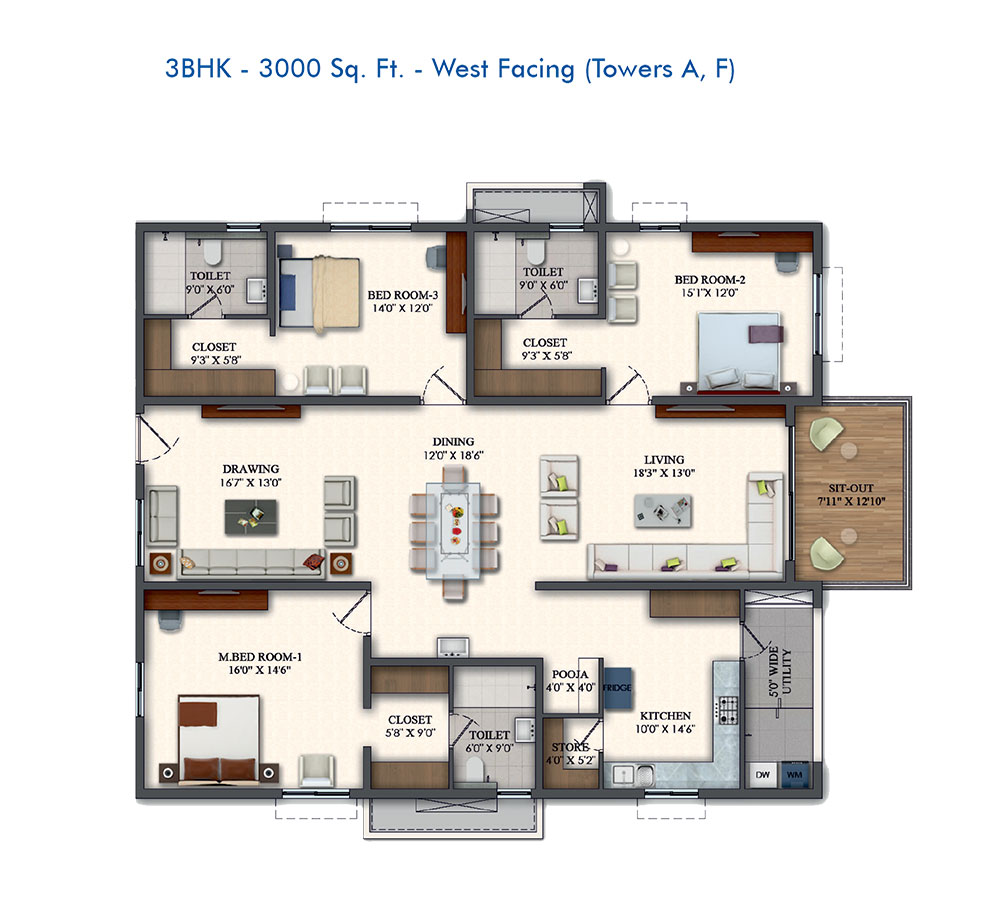 3BHK - 3000 Sq. Ft. - West Facing (Towers A, F)
TOILET
9'0" X 6'0"
BED ROOM-3
14'0" X 12'0"
TOILET
9'0" X 6'0"
BED ROOM-2
15'1"X 12'0"
CLOSET
9'3" X 5'8"
CLOSET
9'3" X 5'8"
DRAWING
16'7" X 13'0"
DINING
12'0" X 18'6"
LIVING
18'3" X 13'0"
SIT-OUT
7'11" X 12'10"
M.BED ROOM-1
16'0" X 14'6"
CLOSET
5'8" X 9'0"
TOILET
6'0" X 9'0"
POOJA
4'0" X 4'0"
FRIDGE
STORE
4'0" X 5'2"
KITCHEN
10'0" X 14'6"
5'0" WIDE
UTILITY
DW
WM